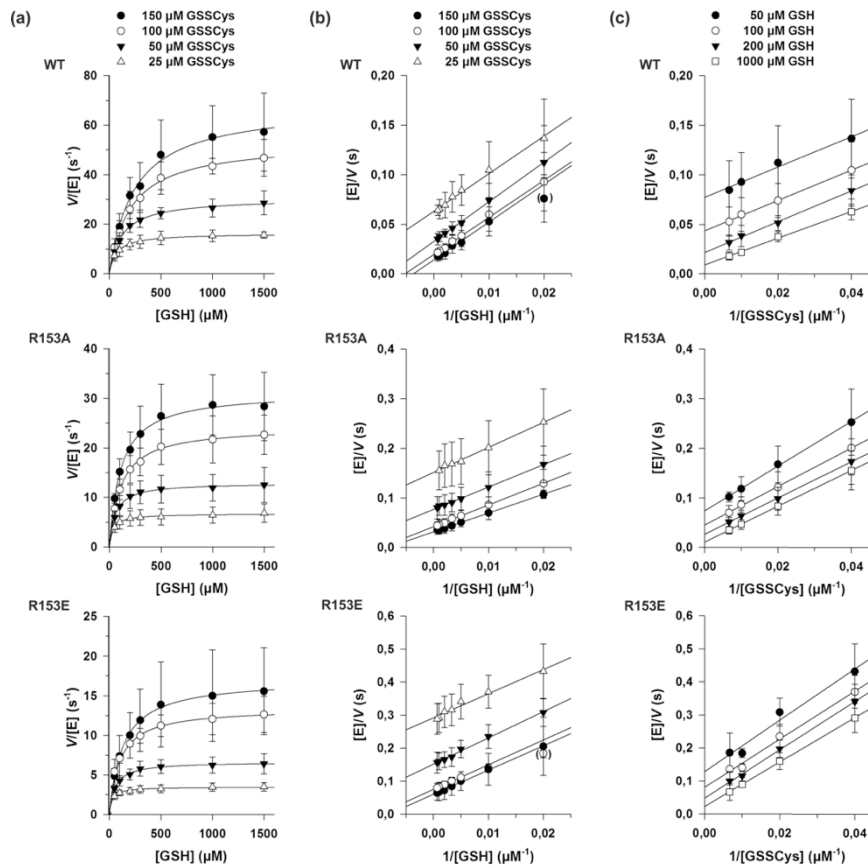 (a)
150 µM GSSCys
100 µM GSSCys
50 µM GSSCys
25 µM GSSCys
WT
V/[E] (s⁻¹)
80
60
40
20
0
0 500 1000 1500
[GSH] (µM)
R153A
V/[E] (s⁻¹)
40
30
20
10
0
0 500 1000 1500
[GSH] (µM)
R153E
V/[E] (s⁻¹)
25
20
15
10
5
0
0 500 1000 1500
[GSH] (µM)
(b)
150 µM GSSCys
100 µM GSSCys
50 µM GSSCys
25 µM GSSCys
WT
[E]/V (s)
0,20
0,15
0,10
0,05
0,00
( )
0,00 0,01 0,02
1/[GSH] (µM⁻¹)
R153A
[E]/V (s)
0,4
0,3
0,2
0,1
0,0
0,00 0,01 0,02
1/[GSH] (µM⁻¹)
R153E
[E]/V (s)
0,6
0,5
0,4
0,3
0,2
0,1
0,0
( )
0,00 0,01 0,02
1/[GSH] (µM⁻¹)
(c)
50 µM GSH
100 µM GSH
200 µM GSH
1000 µM GSH
WT
[E]/V (s)
0,20
0,15
0,10
0,05
0,00
0,00 0,02 0,04
1/[GSSCys] (µM⁻¹)
R153A
[E]/V (s)
0,4
0,3
0,2
0,1
0,0
0,00 0,02 0,04
1/[GSSCys] (µM⁻¹)
R153E
[E]/V (s)
0,6
0,5
0,4
0,3
0,2
0,1
0,0
0,00 0,02 0,04
1/[GSSCys] (µM⁻¹)